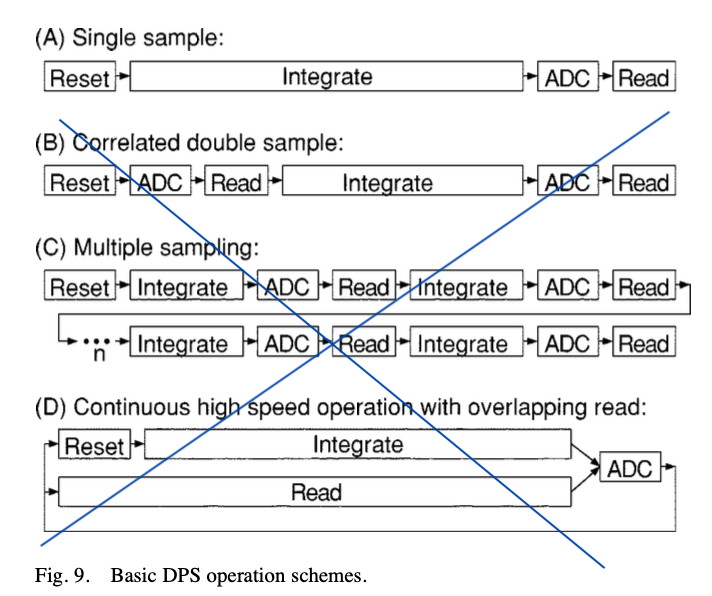 (A) Single sample:
Reset Integrate ADC Read
(B) Correlated double sample:
Reset ADC Read Integrate ADC Read
(C) Multiple sampling:
Reset Integrate ADC Read Integrate ADC Read
••• n Integrate ADC Read Integrate ADC Read
(D) Continuous high speed operation with overlapping read:
Reset Integrate
ADC
Read
Fig. 9. Basic DPS operation schemes.